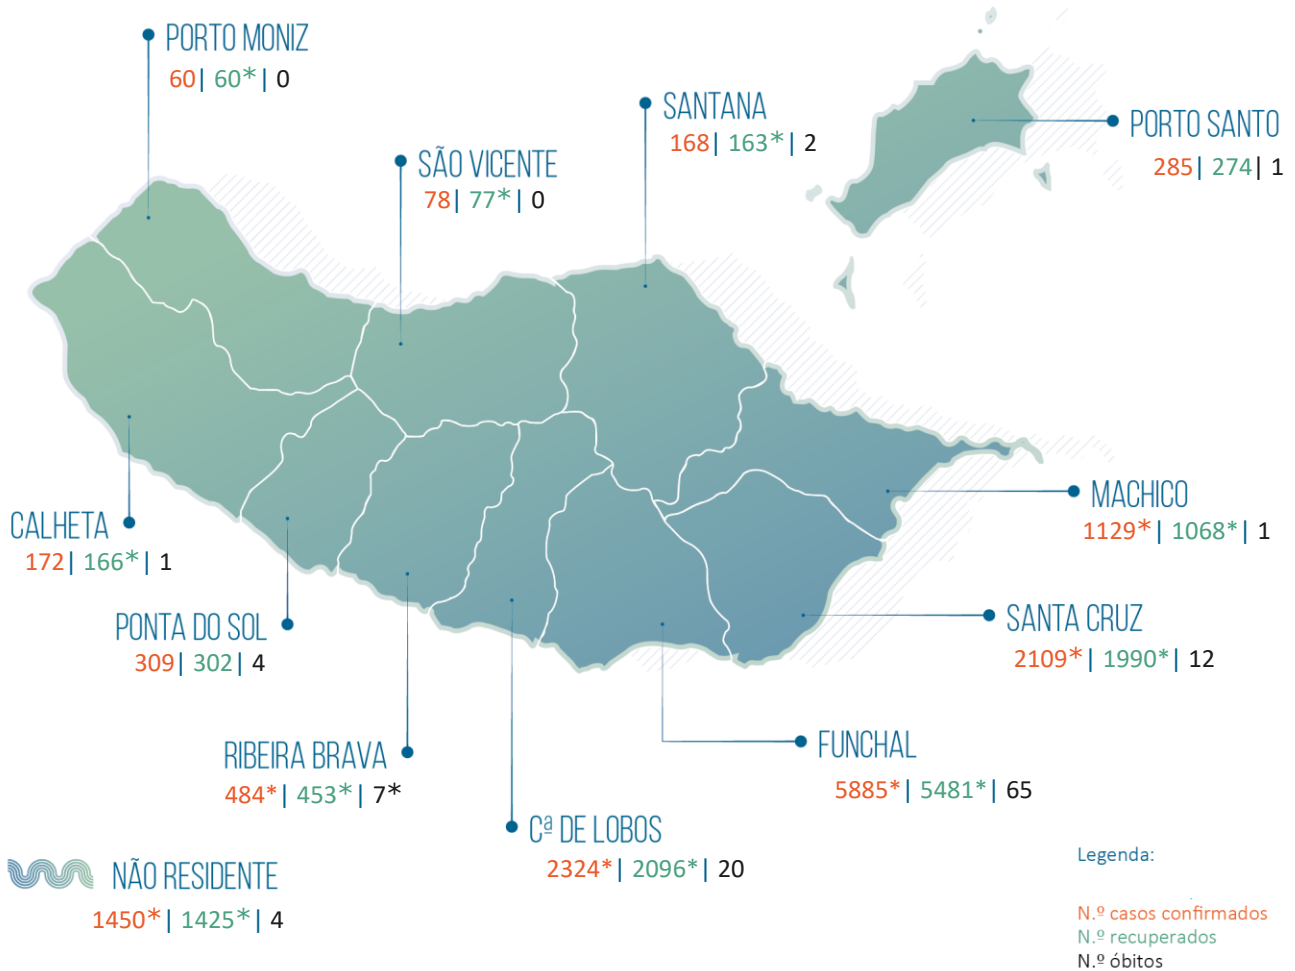 PORTO MONIZ
60| 60*| 0
SANTANA
168| 163*| 2
PORTO SANTO
285| 274| 1
SÃO VICENTE
78| 77*| 0
MACHICO
1129*| 1068*| 1
CALHETA
172| 166*| 1
SANTA CRUZ
2109*| 1990*| 12
PONTA DO SOL
309| 302| 4
FUNCHAL
5885*| 5481*| 65
RIBEIRA BRAVA
484*| 453*| 7*
Cª DE LOBOS
2324*| 2096*| 20
NÃO RESIDENTE
1450*| 1425*| 4
Legenda:
N.º casos confirmados
N.º recuperados
N.º óbitos